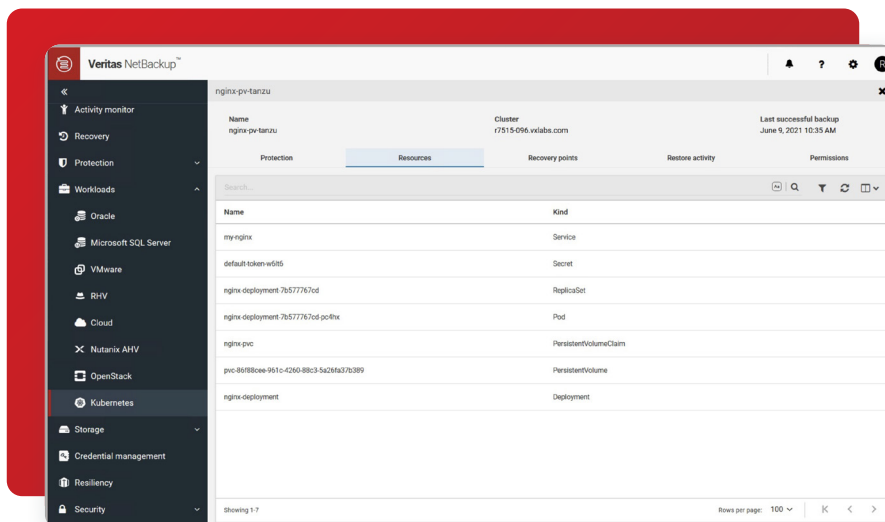 Veritas NetBackup™
?
R
Activity monitor
Recovery
Protection
Workloads
Oracle
Microsoft SQL Server
VMware
RHV
Cloud
Nutanix AHV
OpenStack
Kubernetes
Storage
Credential management
Resiliency
Security
nginx-pv-tanzu
Name
nginx-pv-tanzu
Cluster
r7515-096.vxlabs.com
Last successful backup
June 9, 2021 10:35 AM
Protection Resources Recovery points Restore activity Permissions
Search...
Aa
Name Kind
my-nginx Service
default-token-w6lt6 Secret
nginx-deployment-7b577767cd ReplicaSet
nginx-deployment-7b577767cd-pc4hx Pod
nginx-pvc PersistentVolumeClaim
pvc-86f88cee-961c-4260-88c3-5a26fa37b389 PersistentVolume
nginx-deployment Deployment
Showing 1-7 Rows per page: 100